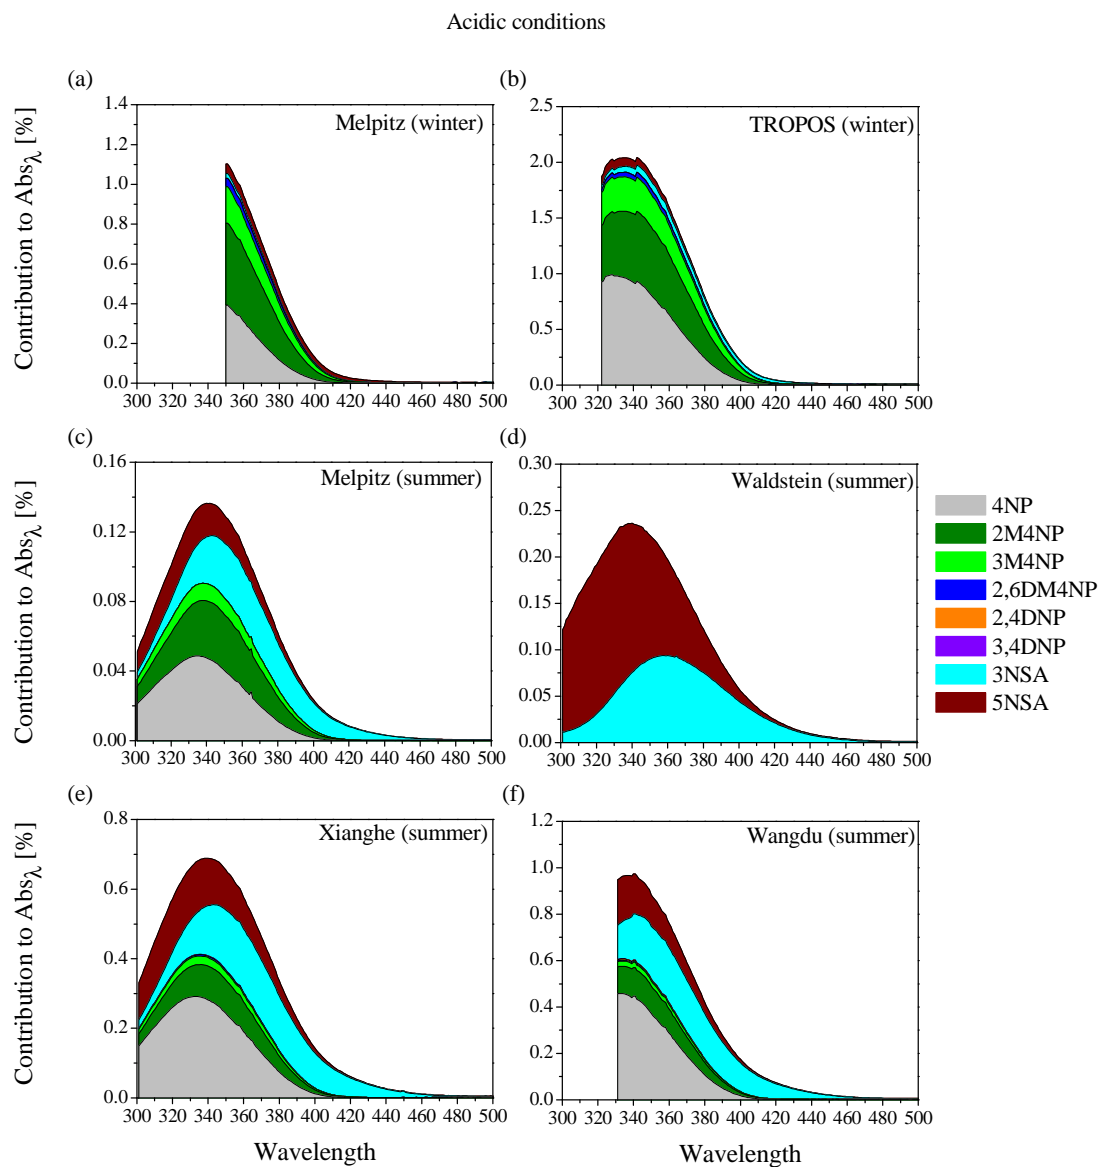 Acidic conditions
(a)
(b)
Contribution to Absλ [%]
1.4
1.2
1.0
0.8
0.6
0.4
0.2
0.0
Melpitz (winter)
300 320 340 360 380 400 420 440 460 480 500
2.5
2.0
1.5
1.0
0.5
0.0
TROPOS (winter)
300 320 340 360 380 400 420 440 460 480 500
(c)
(d)
Contribution to Absλ [%]
0.16
0.12
0.08
0.04
0.00
Melpitz (summer)
300 320 340 360 380 400 420 440 460 480 500
0.30
0.25
0.20
0.15
0.10
0.05
0.00
Waldstein (summer)
300 320 340 360 380 400 420 440 460 480 500
4NP
2M4NP
3M4NP
2,6DM4NP
2,4DNP
3,4DNP
3NSA
5NSA
(e)
(f)
Contribution to Absλ [%]
0.8
0.6
0.4
0.2
0.0
Xianghe (summer)
300 320 340 360 380 400 420 440 460 480 500
Wavelength
1.2
1.0
0.8
0.6
0.4
0.2
0.0
Wangdu (summer)
300 320 340 360 380 400 420 440 460 480 500
Wavelength